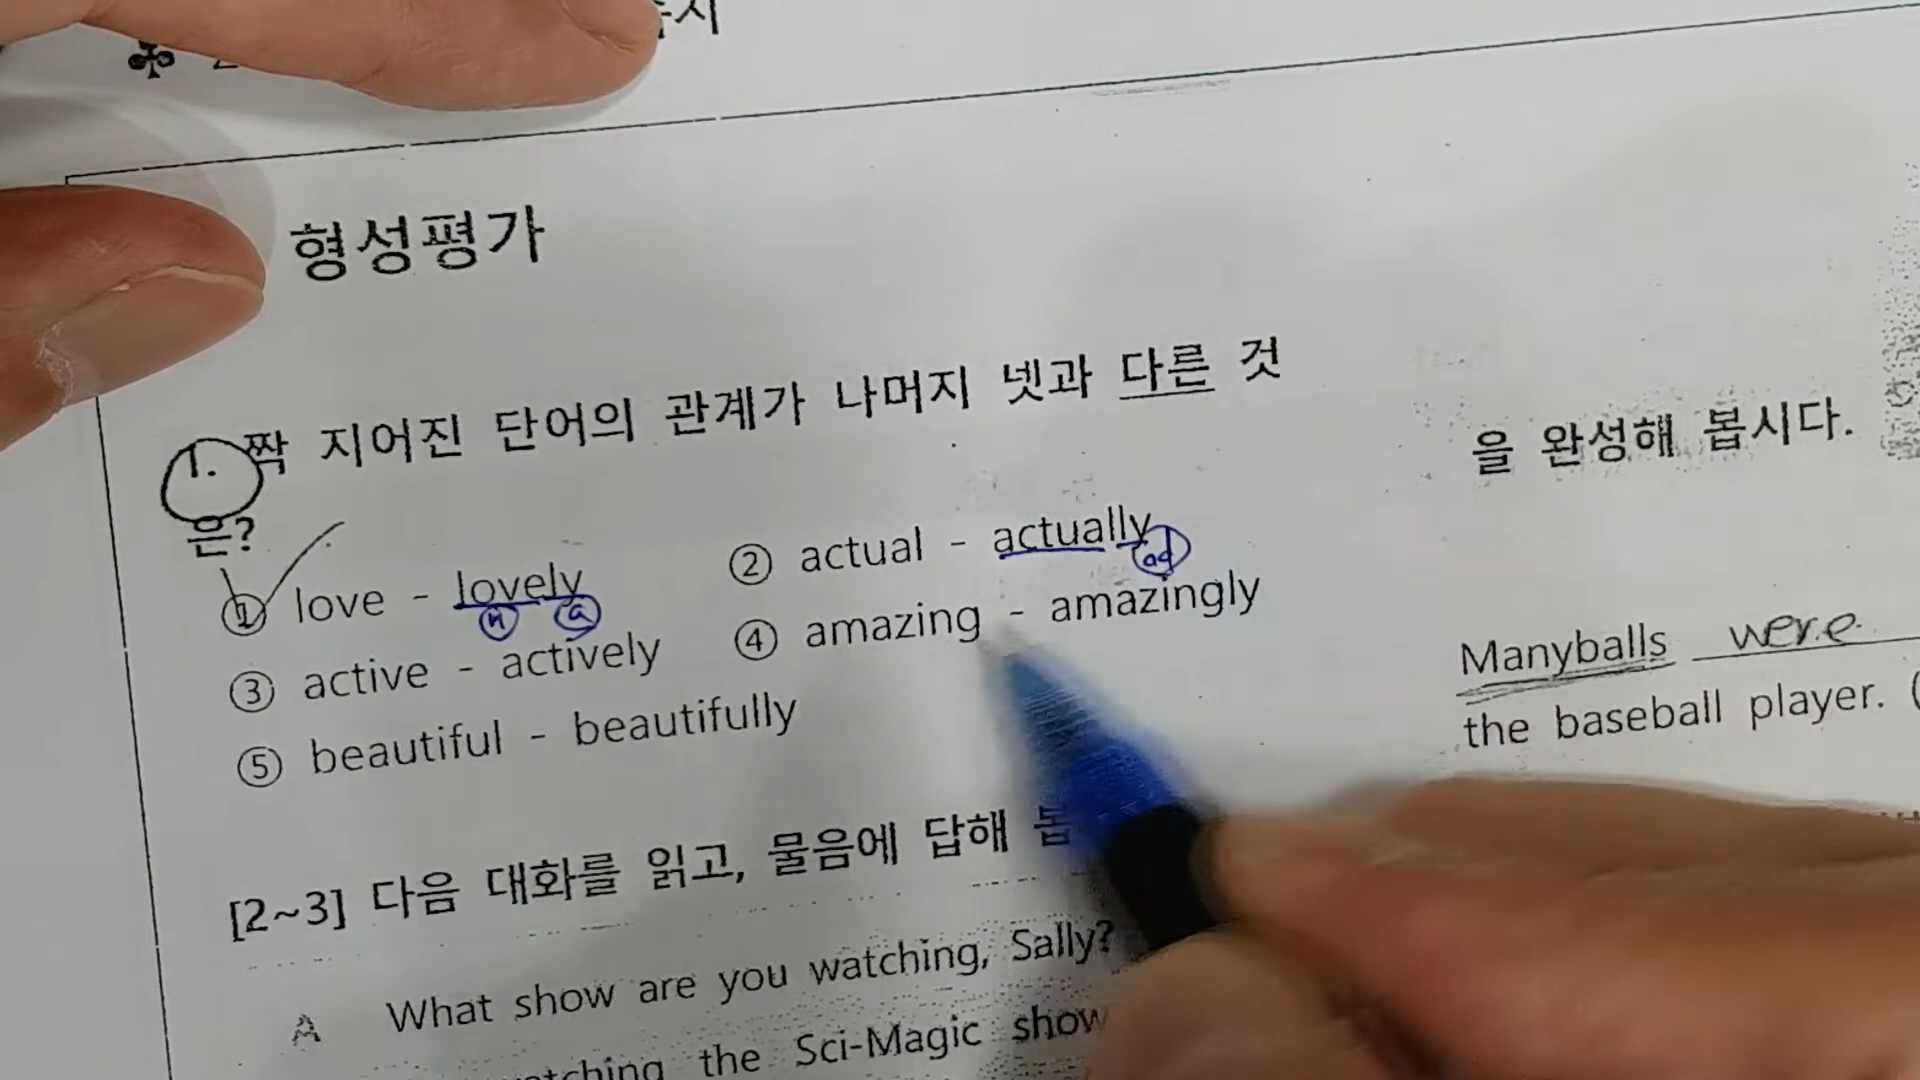 형성평가
1. 짝 지어진 단어의 관계가 나머지 넷과 다른 것
은?
① love - lovely ② actual - actually
n a ad
③ active - actively ④ amazing - amazingly
⑤ beautiful - beautifully
[2~3] 다음 대화를 읽고, 물음에 답해
A What show are you watching, Sally?
the Sci-Magic show
을 완성해 봅시다.
Manyballs were
the baseball player. (